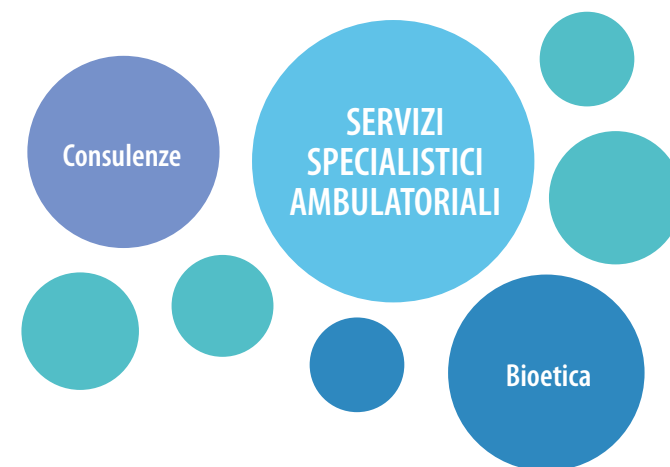 Consulenze
SERVIZI
SPECIALISTICI
AMBULATORIALI
Bioetica